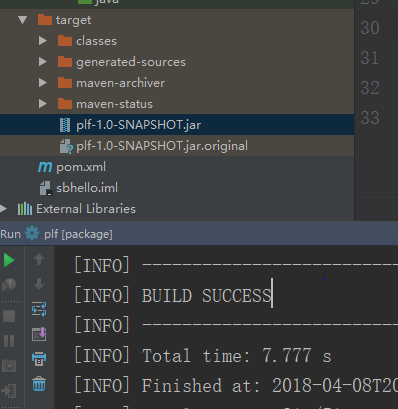 java
29
target
30
classes
31
generated-sources
maven-archiver
32
maven-status
33
plf-1.0-SNAPSHOT.jar
plf-1.0-SNAPSHOT.jar.original
pom.xml
sbhello.iml
External Libraries
Run plf [package]
[INFO] --------------------------
[INFO] BUILD SUCCESS
[INFO] --------------------------
[INFO] Total time: 7.777 s
[INFO] Finished at: 2018-04-08T20